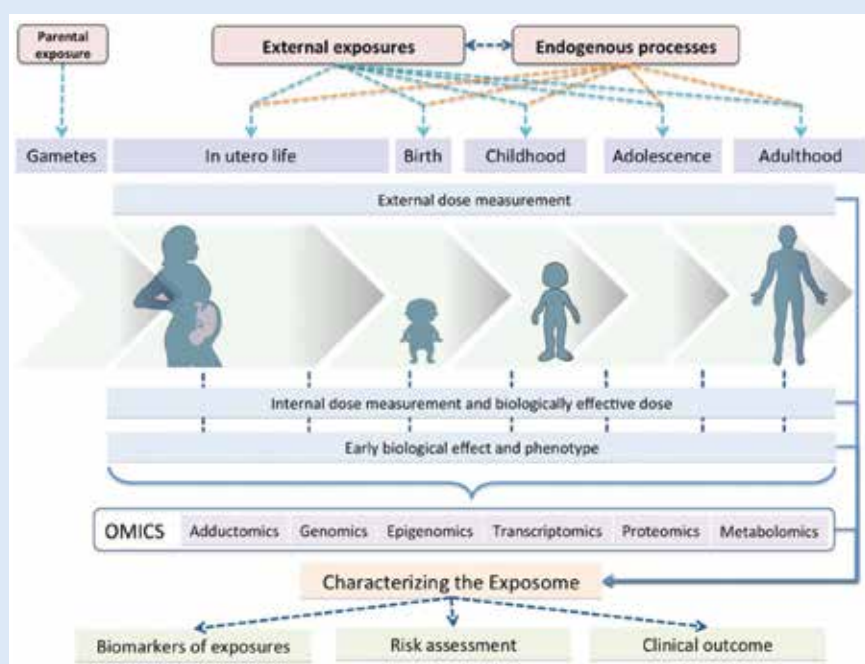 Parental
exposure
External exposures
Endogenous processes
Gametes
In utero life
Birth
Childhood
Adolescence
Adulthood
External dose measurement
Internal dose measurement and biologically effective dose
Early biological effect and phenotype
OMICS
Adductomics
Genomics
Epigenomics
Transcriptomics
Proteomics
Metabolomics
Characterizing the Exposome
Biomarkers of exposures
Risk assessment
Clinical outcome